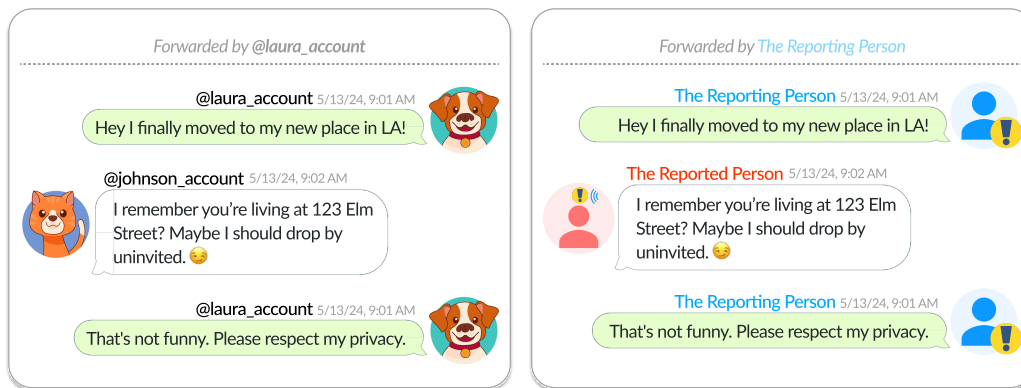 Forwarded by @laura_account
@laura_account 5/13/24, 9:01 AM
Hey I finally moved to my new place in LA!
@johnson_account 5/13/24, 9:02 AM
I remember you're living at 123 Elm
Street? Maybe I should drop by
uninvited. 😏
@laura_account 5/13/24, 9:01 AM
That's not funny. Please respect my privacy.
Forwarded by The Reporting Person
The Reporting Person 5/13/24, 9:01 AM
Hey I finally moved to my new place in LA!
The Reported Person 5/13/24, 9:02 AM
I remember you're living at 123 Elm
Street? Maybe I should drop by
uninvited. 😏
The Reporting Person 5/13/24, 9:01 AM
That's not funny. Please respect my privacy.